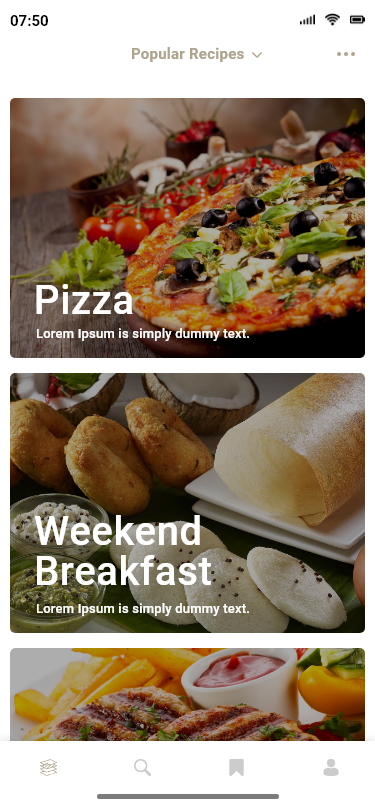 07:50
Popular Recipes
Pizza
Lorem Ipsum is simply dummy text.
Weekend
Breakfast
Lorem Ipsum is simply dummy text.